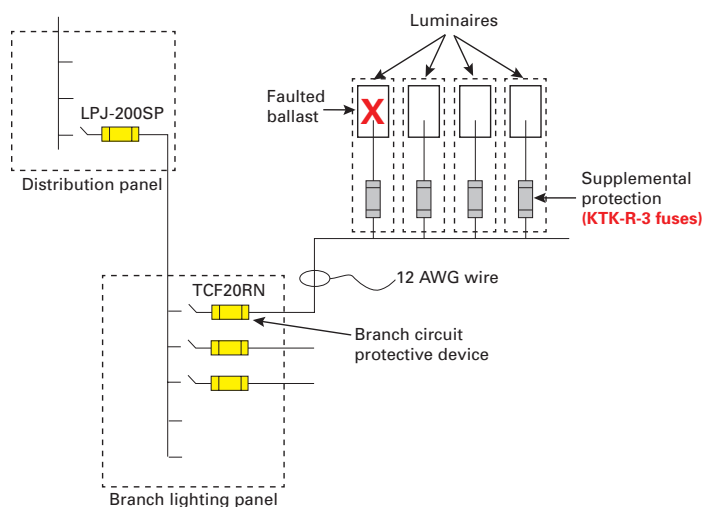 Luminaires
Faulted
ballast
X
LPJ-200SP
Distribution panel
Supplemental
protection
(KTK-R-3 fuses)
12 AWG wire
TCF20RN
Branch circuit
protective device
Branch lighting panel